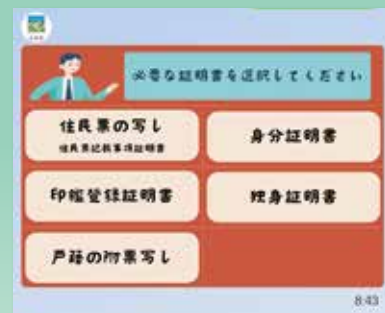 必要な証明書を選択してください
住民票の写し
住民票記載事項証明書
身分証明書
印鑑登録証明書
独身証明書
戸籍の附票写し
8:43